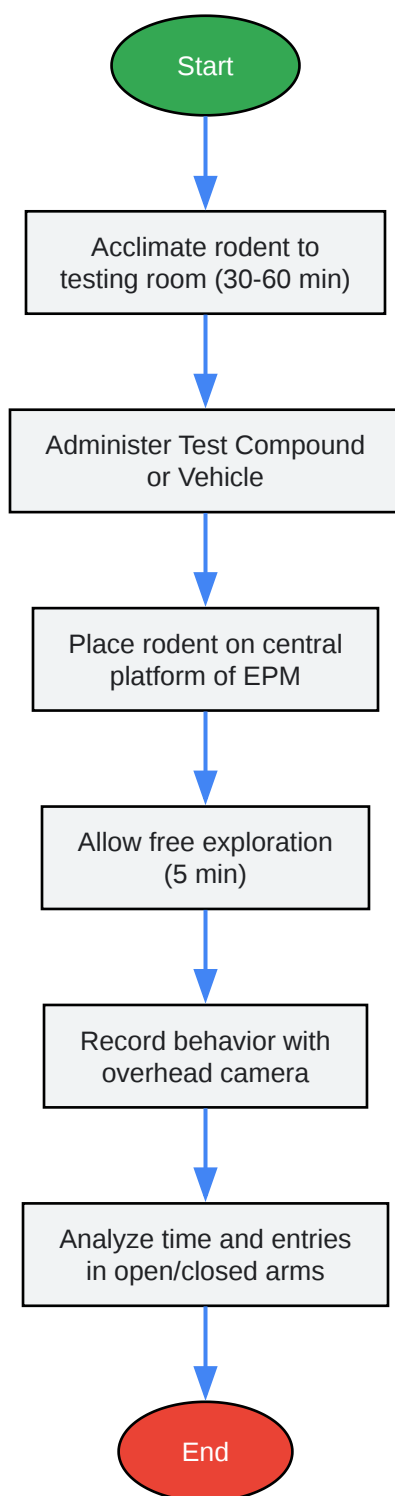 Start
Acclimate rodent to
testing room (30-60 min)
Administer Test Compound
or Vehicle
Place rodent on central
platform of EPM
Allow free exploration
(5 min)
Record behavior with
overhead camera
Analyze time and entries
in open/closed arms
End